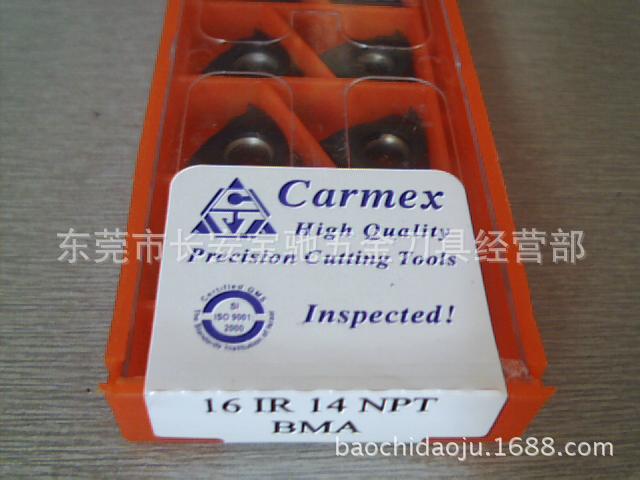 Carmex
High Quality
Precision Cutting Tools
东莞市长安宝驰五金刀具经营部
Certified QMS
SI
ISO 9001
2000
The Standards Institution of Israel
Inspected!
16 IR 14 NPT
BMA
baochidaoju.1688.com